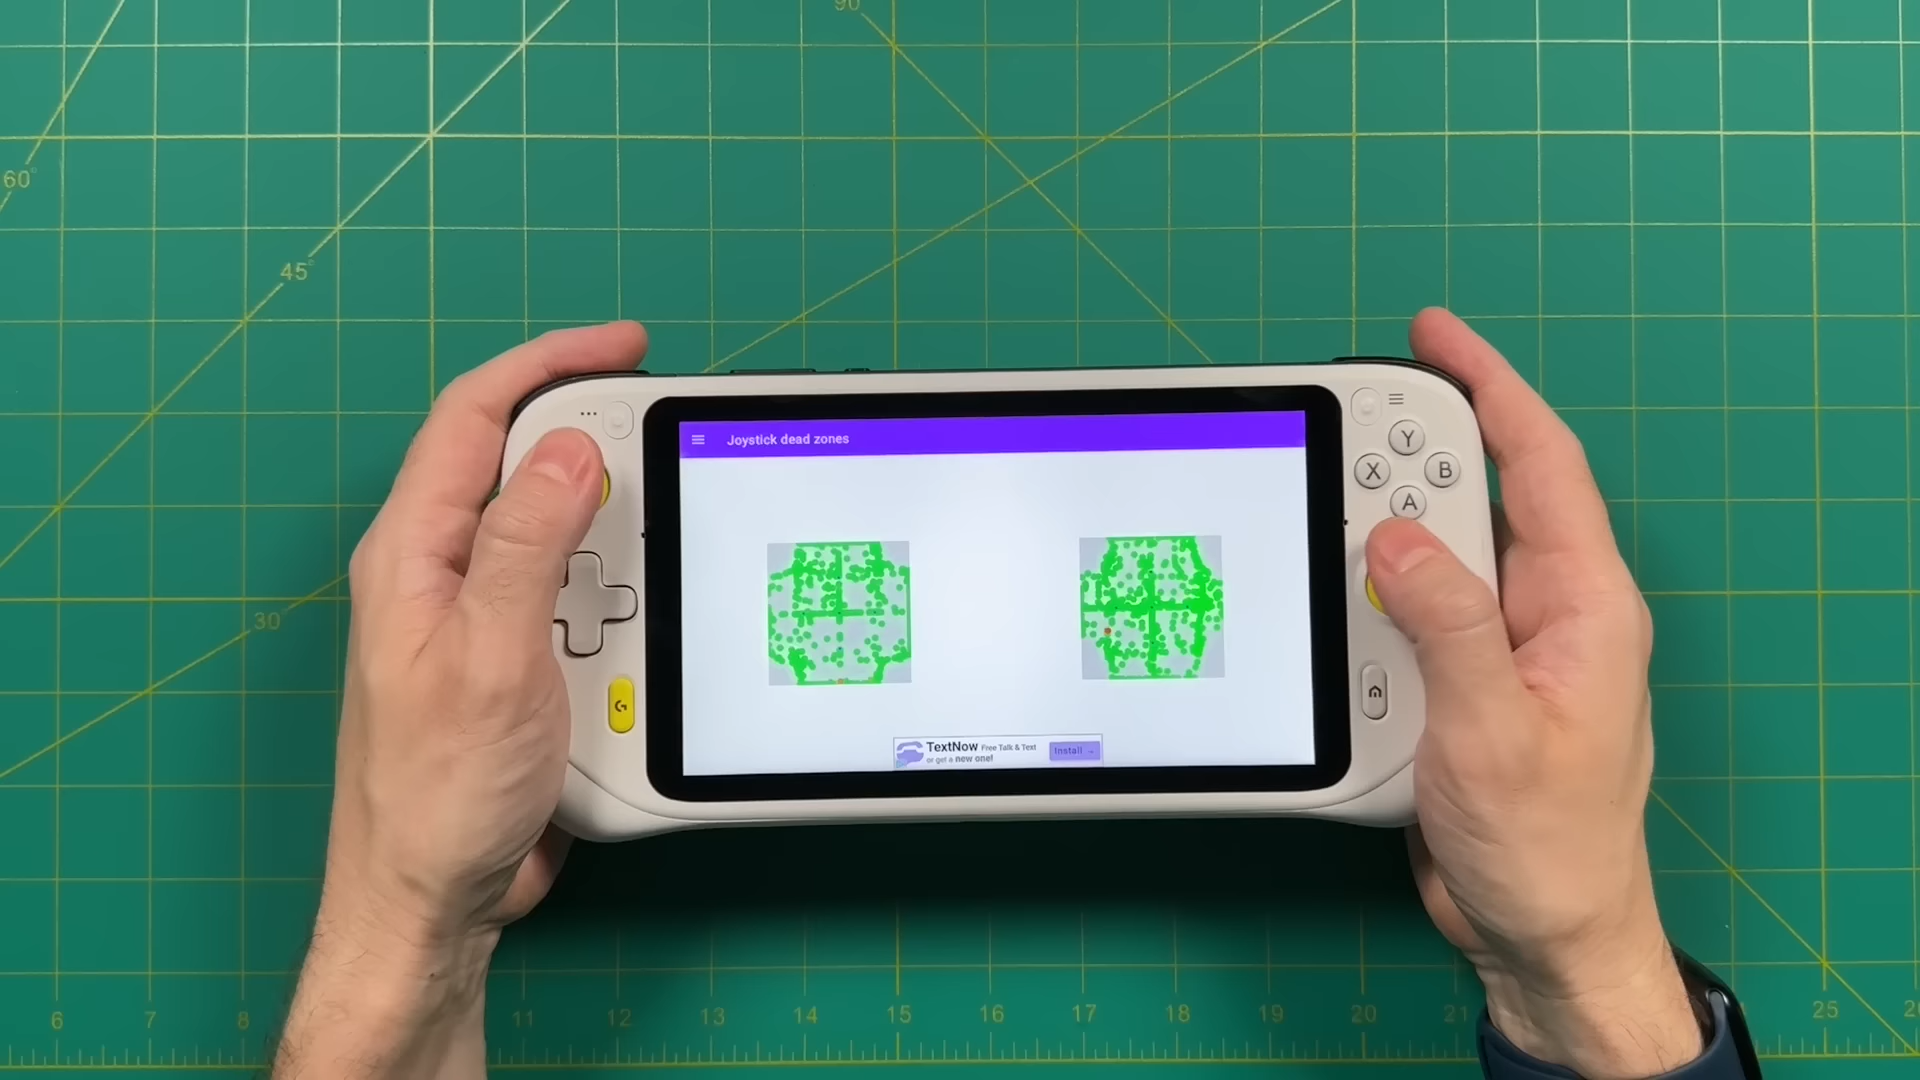 90
60°
45°
30
Joystick dead zones
Y
X
B
A
G
TextNow Free Talk & Text
or get a new one!
Install →
6
7
8
11
12
13
14
15
16
17
18
19
20
21
25